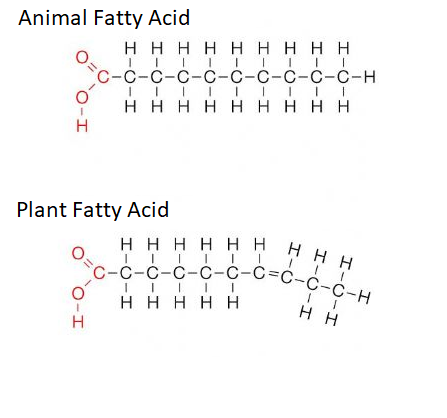 Animal Fatty Acid
H H H H H H H H H
O=C-C-C-C-C-C-C-C-C-C-H
O H H H H H H H H H
H
Plant Fatty Acid
H H H H H H H H H
O=C-C-C-C-C-C-C=C-C-C-H
O H H H H H H H
H